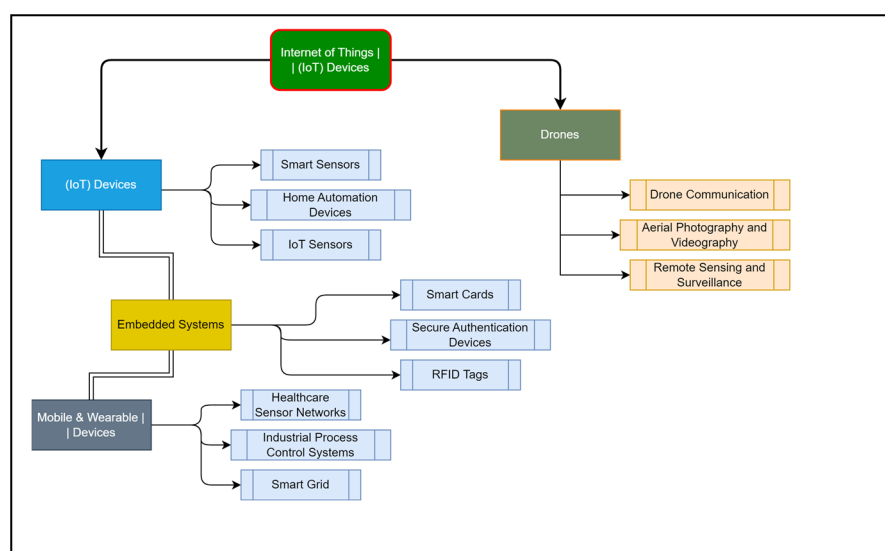 Internet of Things |
| (IoT) Devices
Drones
(IoT) Devices
Smart Sensors
Home Automation
Devices
IoT Sensors
Drone Communication
Aerial Photography and
Videography
Remote Sensing and
Surveillance
Embedded Systems
Smart Cards
Secure Authentication
Devices
RFID Tags
Mobile & Wearable |
| Devices
Healthcare
Sensor Networks
Industrial Process
Control Systems
Smart Grid